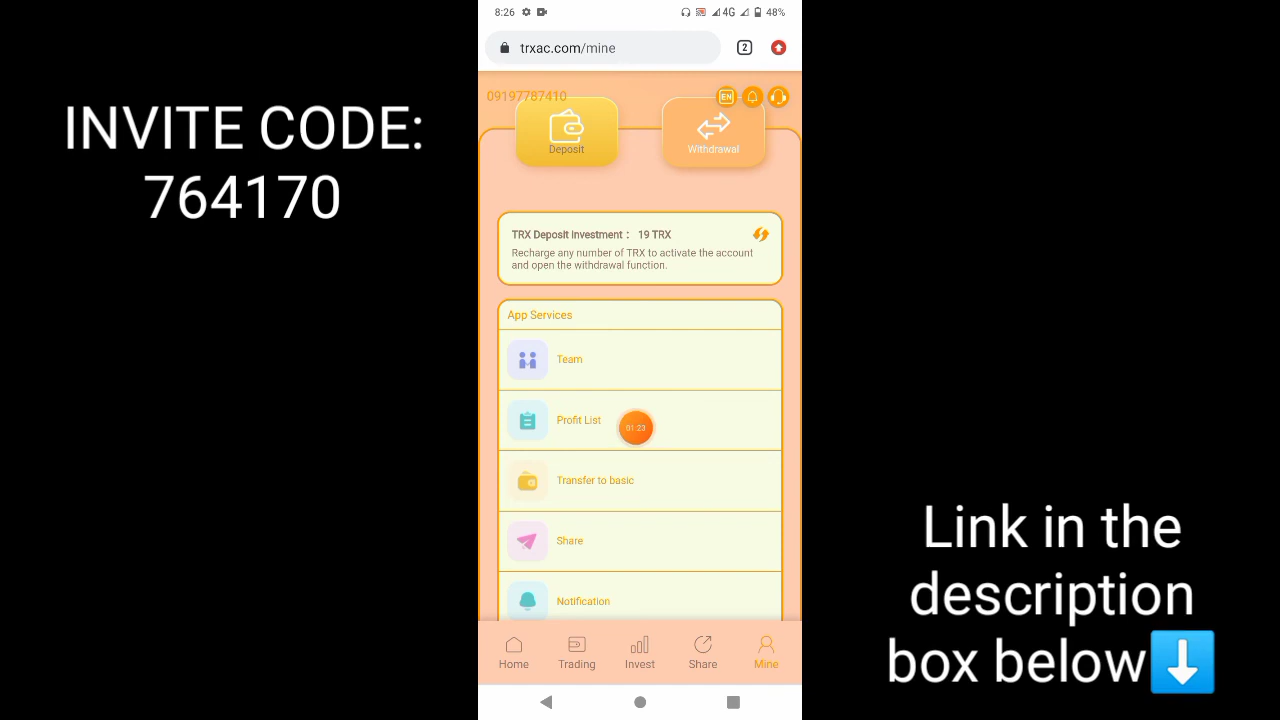 INVITE CODE:
764170
8:26
4G
48%
trxac.com/mine
2
09197787410
EN
Deposit
Withdrawal
TRX Deposit investment : 19 TRX
Recharge any number of TRX to activate the account
and open the withdrawal function.
App Services
Team
Profit List
01:23
Transfer to basic
Share
Notification
Home
Trading
Invest
Share
Mine
Link in the
description
box below